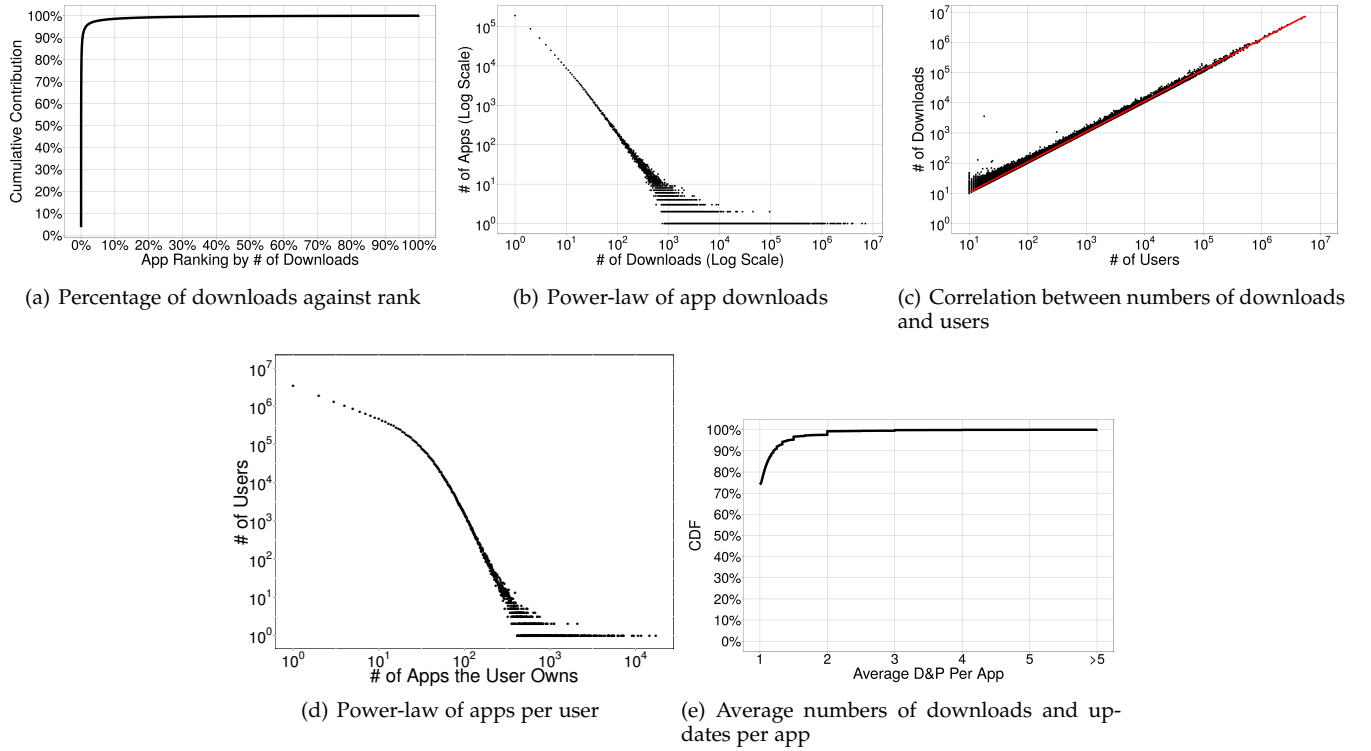 100%
90%
80%
70%
60%
50%
40%
30%
20%
10%
0%
Cumulative Contribution
0% 10% 20% 30% 40% 50% 60% 70% 80% 90% 100%
App Ranking by # of Downloads
(a) Percentage of downloads against rank
10^5
10^4
10^3
10^2
10^1
10^0
# of Apps (Log Scale)
10^0 10^1 10^2 10^3 10^4 10^5 10^6 10^7
# of Downloads (Log Scale)
(b) Power-law of app downloads
10^7
10^6
10^5
10^4
10^3
10^2
10^1
10^0
# of Downloads
10^1 10^2 10^3 10^4 10^5 10^6 10^7
# of Users
(c) Correlation between numbers of downloads
and users
10^7
10^6
10^5
10^4
10^3
10^2
10^1
10^0
# of Users
10^0 10^1 10^2 10^3 10^4
# of Apps the User Owns
(d) Power-law of apps per user
100%
90%
80%
70%
60%
50%
40%
30%
20%
10%
0%
CDF
1 2 3 4 5 >5
Average D&P Per App
(e) Average numbers of downloads and up-
dates per app